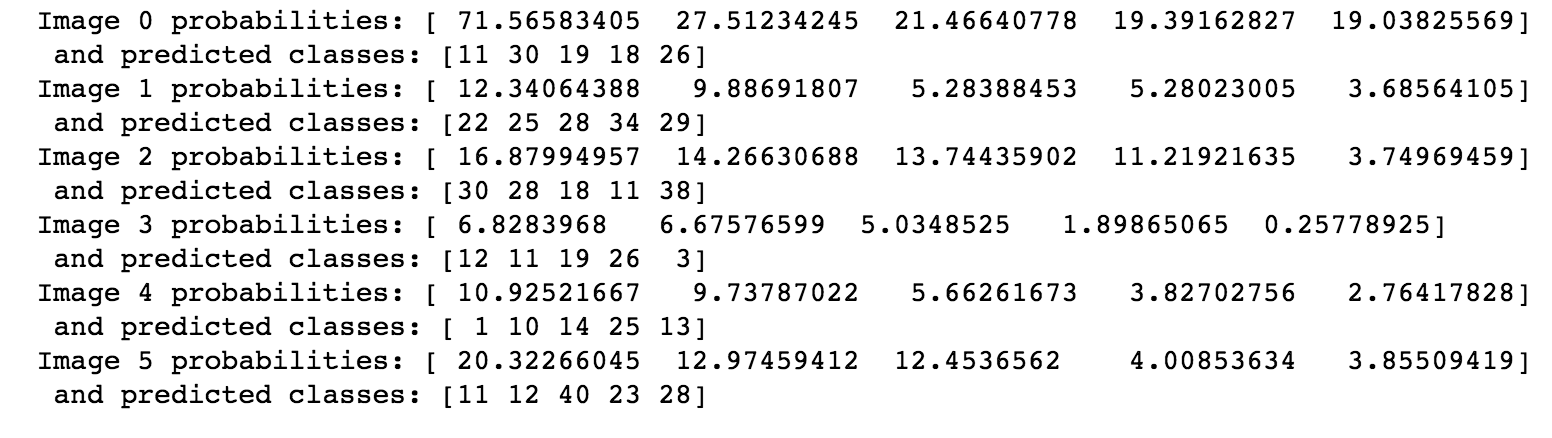 Image 0 probabilities: [ 71.56583405  27.51234245  21.46640778  19.39162827  19.03825569]
 and predicted classes: [11 30 19 18 26]
Image 1 probabilities: [ 12.34064388   9.88691807   5.28388453   5.28023005   3.68564105]
 and predicted classes: [22 25 28 34 29]
Image 2 probabilities: [ 16.87994957  14.26630688  13.74435902  11.21921635   3.74969459]
 and predicted classes: [30 28 18 11 38]
Image 3 probabilities: [ 6.8283968   6.67576599  5.0348525   1.89865065  0.25778925]
 and predicted classes: [12 11 19 26  3]
Image 4 probabilities: [ 10.92521667   9.73787022   5.66261673   3.82702756   2.76417828]
 and predicted classes: [ 1 10 14 25 13]
Image 5 probabilities: [ 20.32266045  12.97459412  12.4536562    4.00853634   3.85509419]
 and predicted classes: [11 12 40 23 28]